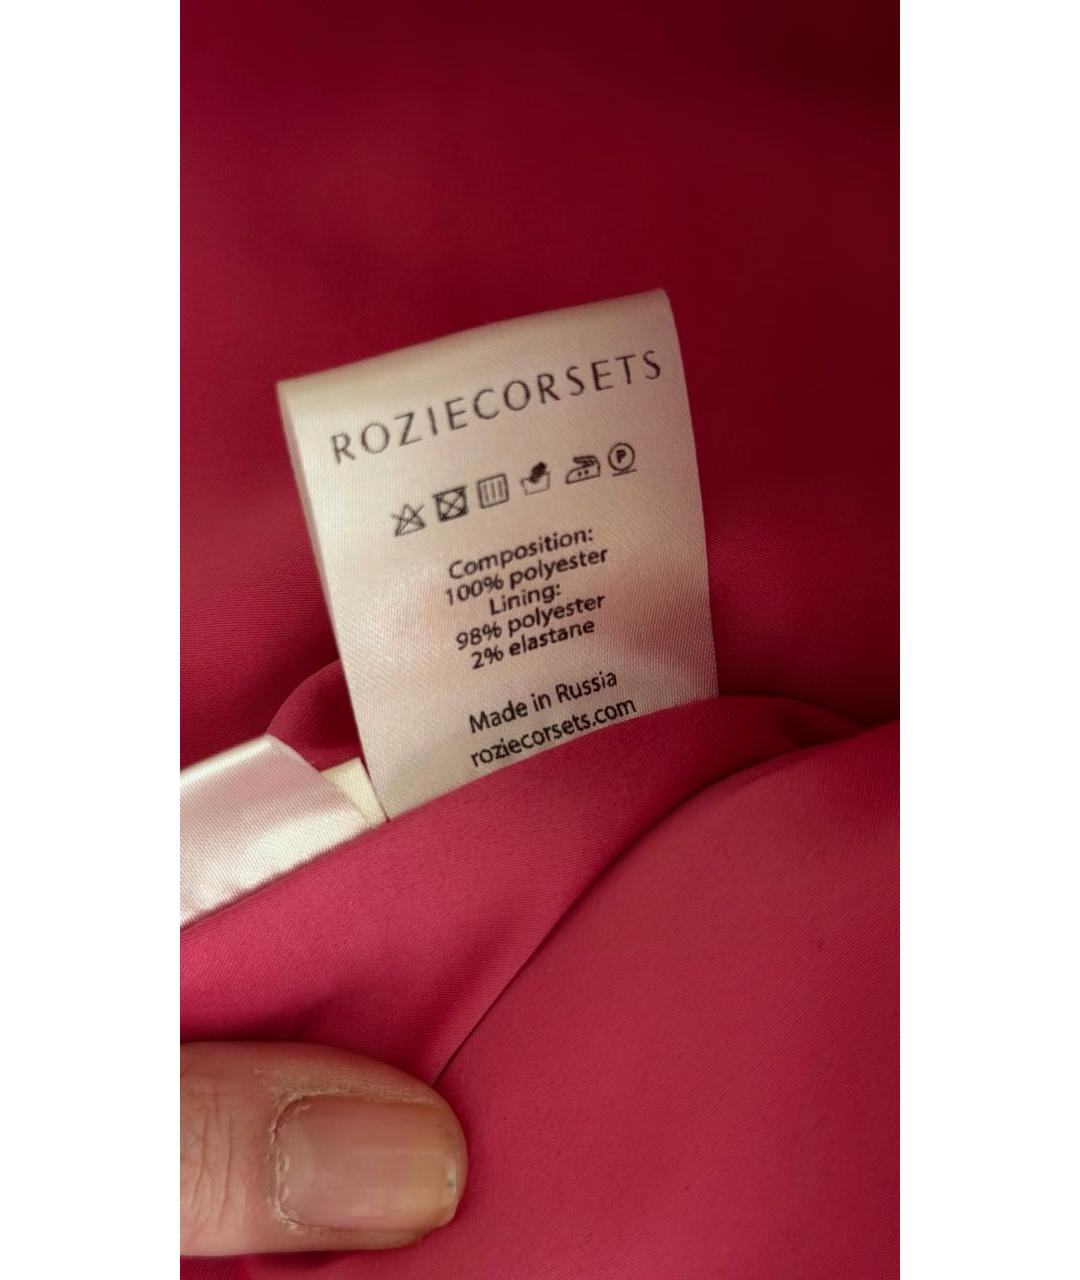 ROZIECORSETS
P
Composition:
100% polyester
Lining:
98% polyester
2% elastane
Made in Russia
roziecorsets.com